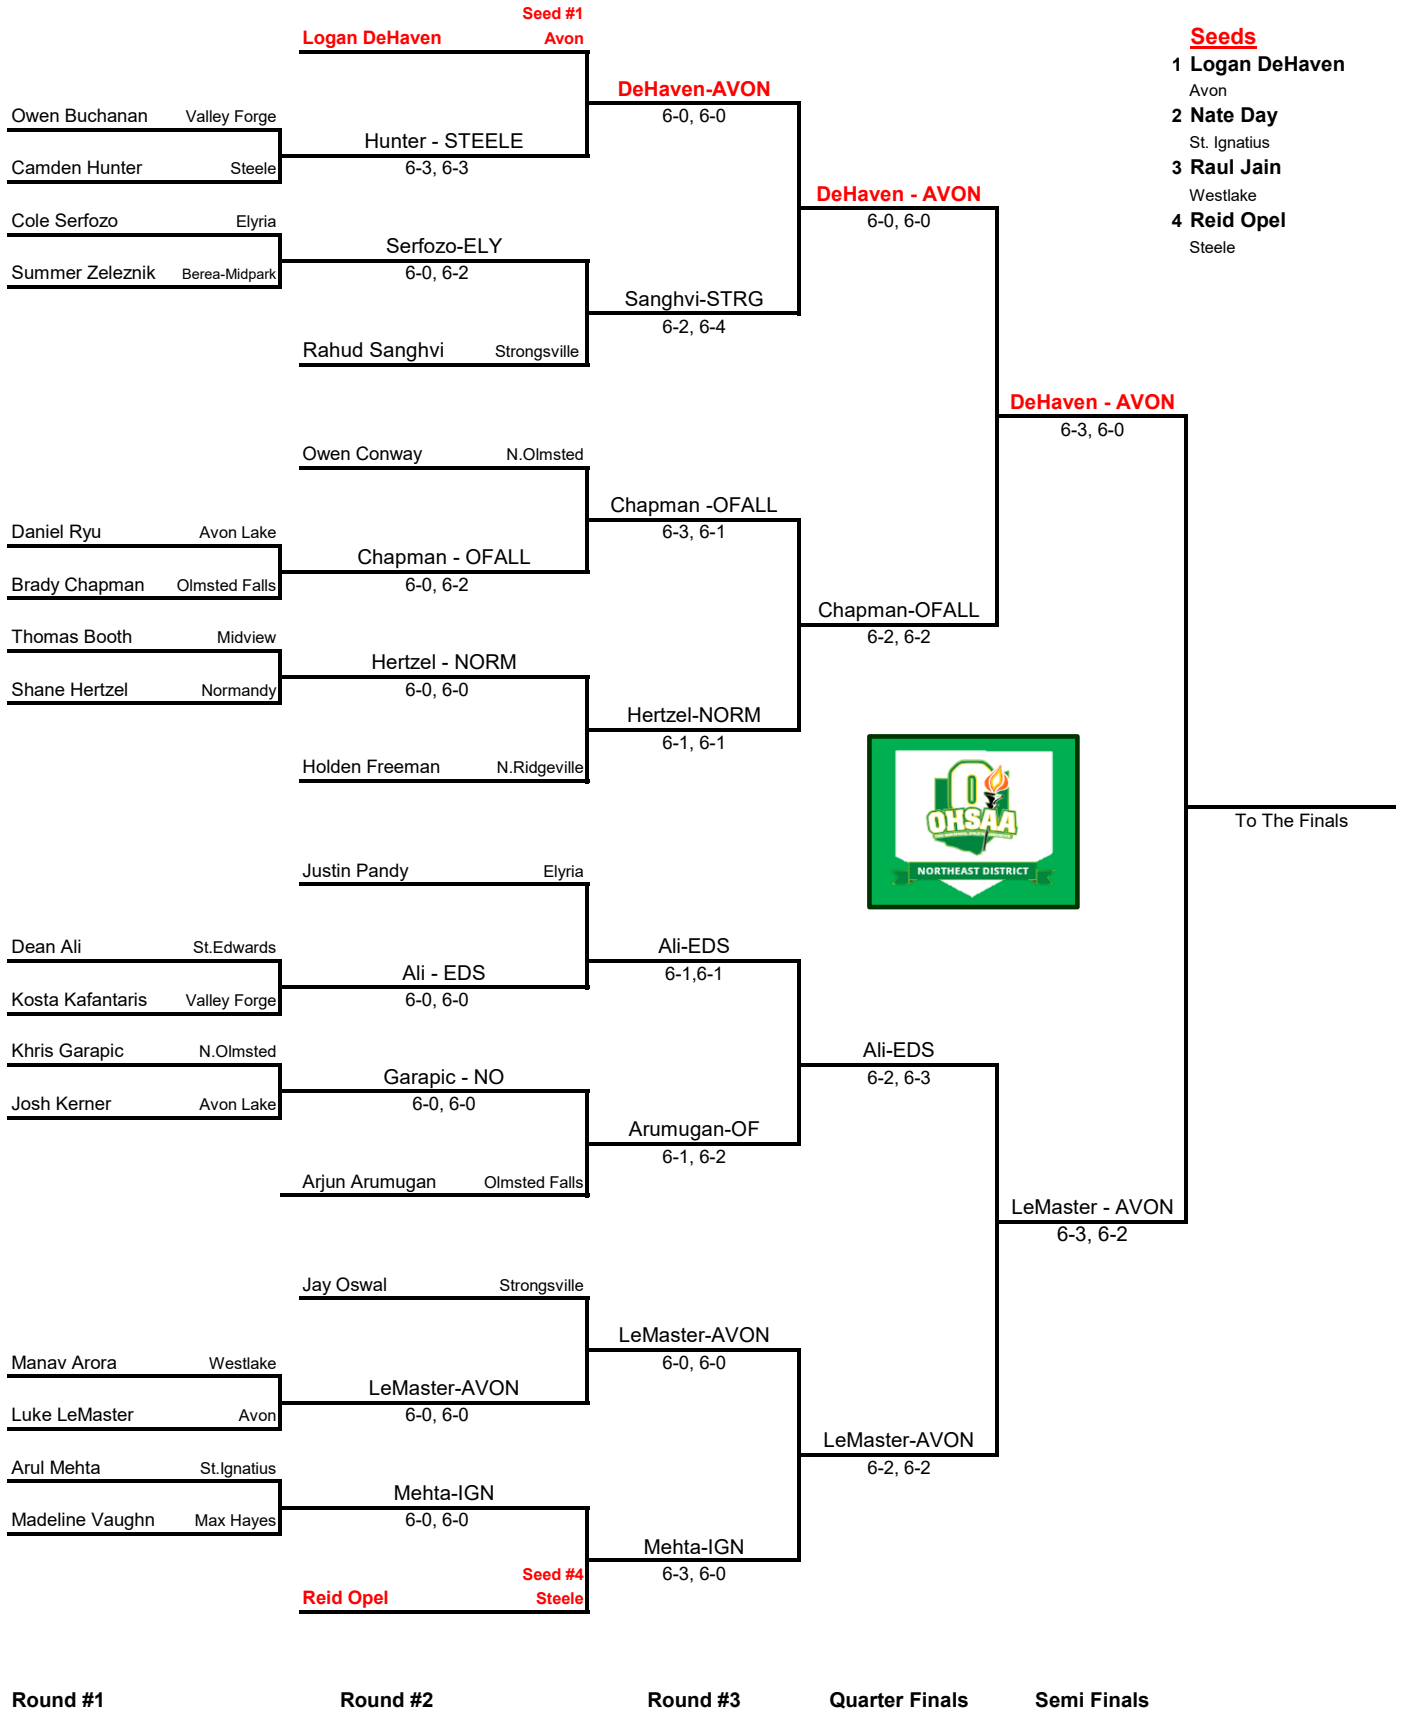 Seed #1
Logan DeHaven Avon
Seeds
1 Logan DeHaven
Avon
2 Nate Day
St. Ignatius
3 Raul Jain
Westlake
4 Reid Opel
Steele
DeHaven-AVON
6-0, 6-0
Owen Buchanan Valley Forge
Hunter - STEELE
6-3, 6-3
Camden Hunter Steele
DeHaven - AVON
6-0, 6-0
Cole Serfozo Elyria
Serfozo-ELY
6-0, 6-2
Summer Zeleznik Berea-Midpark
Sanghvi-STRG
6-2, 6-4
Rahud Sanghvi Strongsville
DeHaven - AVON
6-3, 6-0
Owen Conway N.Olmsted
Chapman -OFALL
6-3, 6-1
Daniel Ryu Avon Lake
Chapman - OFALL
6-0, 6-2
Brady Chapman Olmsted Falls
Chapman-OFALL
6-2, 6-2
Thomas Booth Midview
Hertzel - NORM
6-0, 6-0
Shane Hertzel Normandy
Hertzel-NORM
6-1, 6-1
Holden Freeman N.Ridgeville
OHSAA
NORTHEAST DISTRICT
To The Finals
Justin Pandy Elyria
Ali-EDS
6-1,6-1
Dean Ali St.Edwards
Ali - EDS
6-0, 6-0
Kosta Kafantaris Valley Forge
Ali-EDS
6-2, 6-3
Khris Garapic N.Olmsted
Garapic - NO
6-0, 6-0
Josh Kerner Avon Lake
Arumugan-OF
6-1, 6-2
Arjun Arumugan Olmsted Falls
LeMaster - AVON
6-3, 6-2
Jay Oswal Strongsville
LeMaster-AVON
6-0, 6-0
Manav Arora Westlake
LeMaster-AVON
6-0, 6-0
Luke LeMaster Avon
LeMaster-AVON
6-2, 6-2
Arul Mehta St.Ignatius
Mehta-IGN
6-0, 6-0
Madeline Vaughn Max Hayes
Mehta-IGN
6-3, 6-0
Seed #4
Reid Opel Steele
Round #1 Round #2 Round #3 Quarter Finals Semi Finals